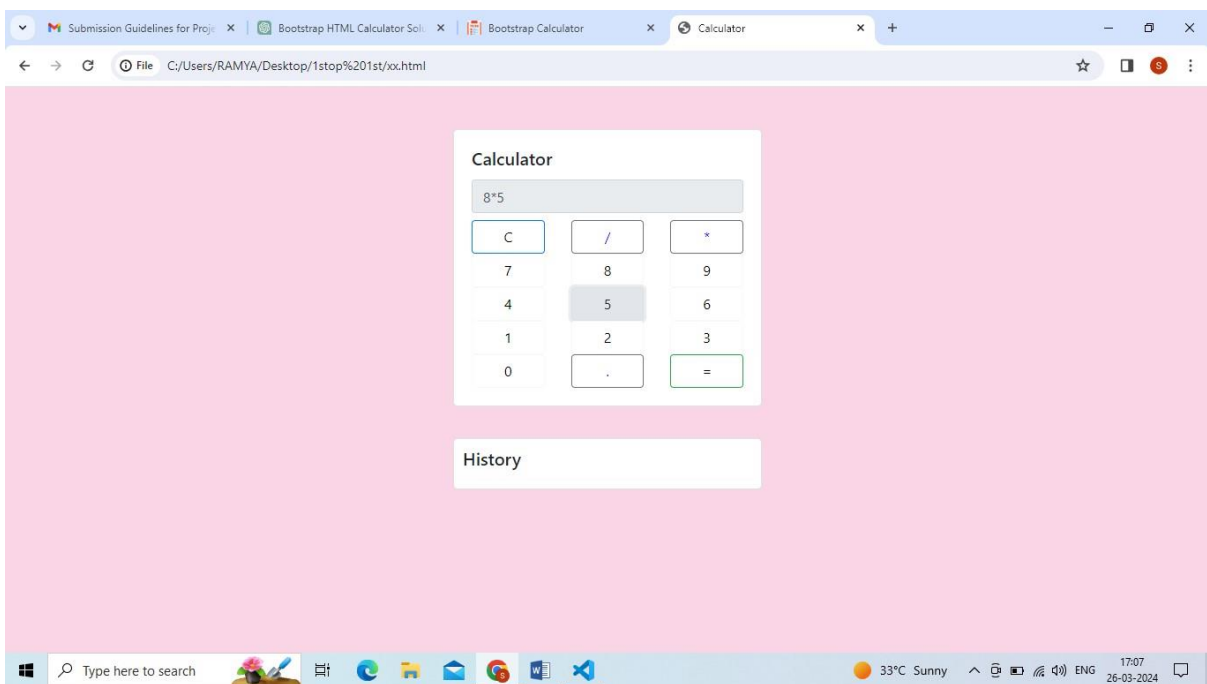 Submission Guidelines for Proje
Bootstrap HTML Calculator Solu
Bootstrap Calculator
Calculator
File C:/Users/RAMYA/Desktop/1stop%201st/xx.html
S
Calculator
8*5
C / *
7 8 9
4 5 6
1 2 3
0 . =
History
Type here to search
33°C Sunny
ENG
17:07
26-03-2024